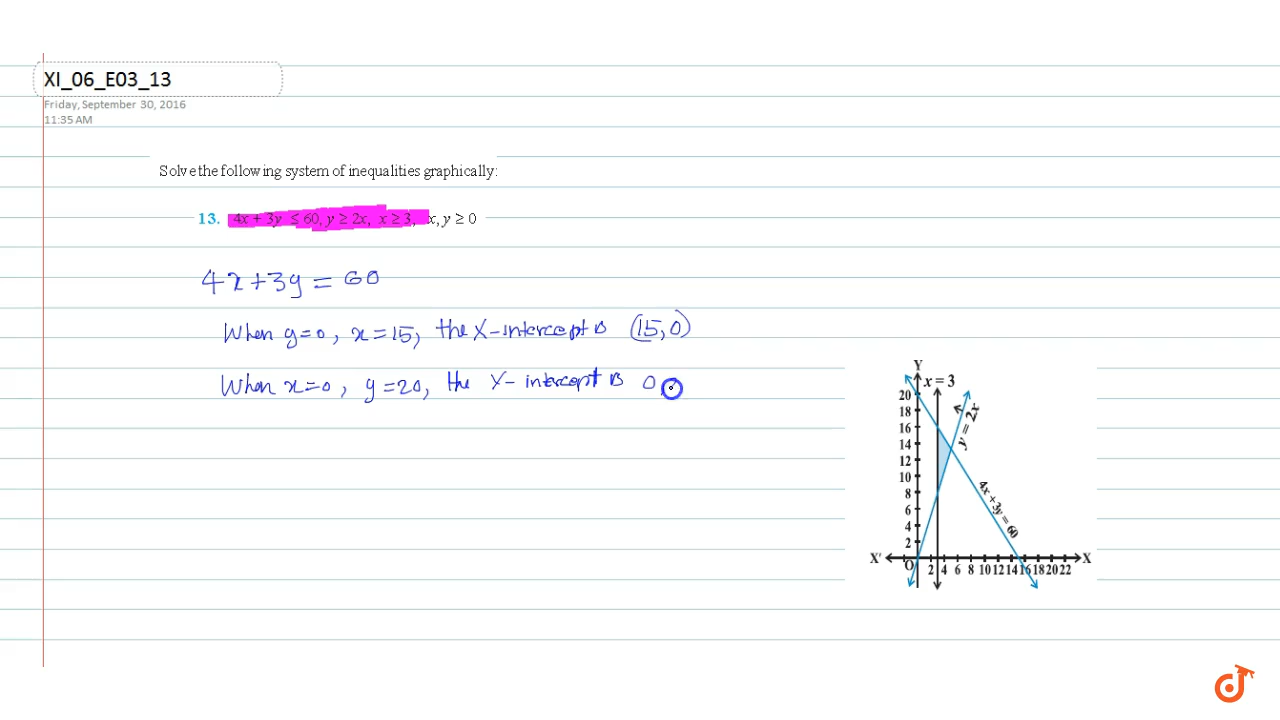 XI_06_E03_13
Friday, September 30, 2016
11:35 AM
Solve the following system of inequalities graphically:
13. 4x + 3y ≤ 60, y ≥ 2x, x ≥ 3, x, y ≥ 0
4x+3y = 60
When y=0, x=15, the X-intercept is (15,0)
When x=0, y=20, the Y-intercept is 0
Y
x = 3
20
18
16
14
12
10
8
6
4
2
y = 2x
4x + 3y = 60
X'
O
2 4 6 8 10 12 14 16 18 20 22
X